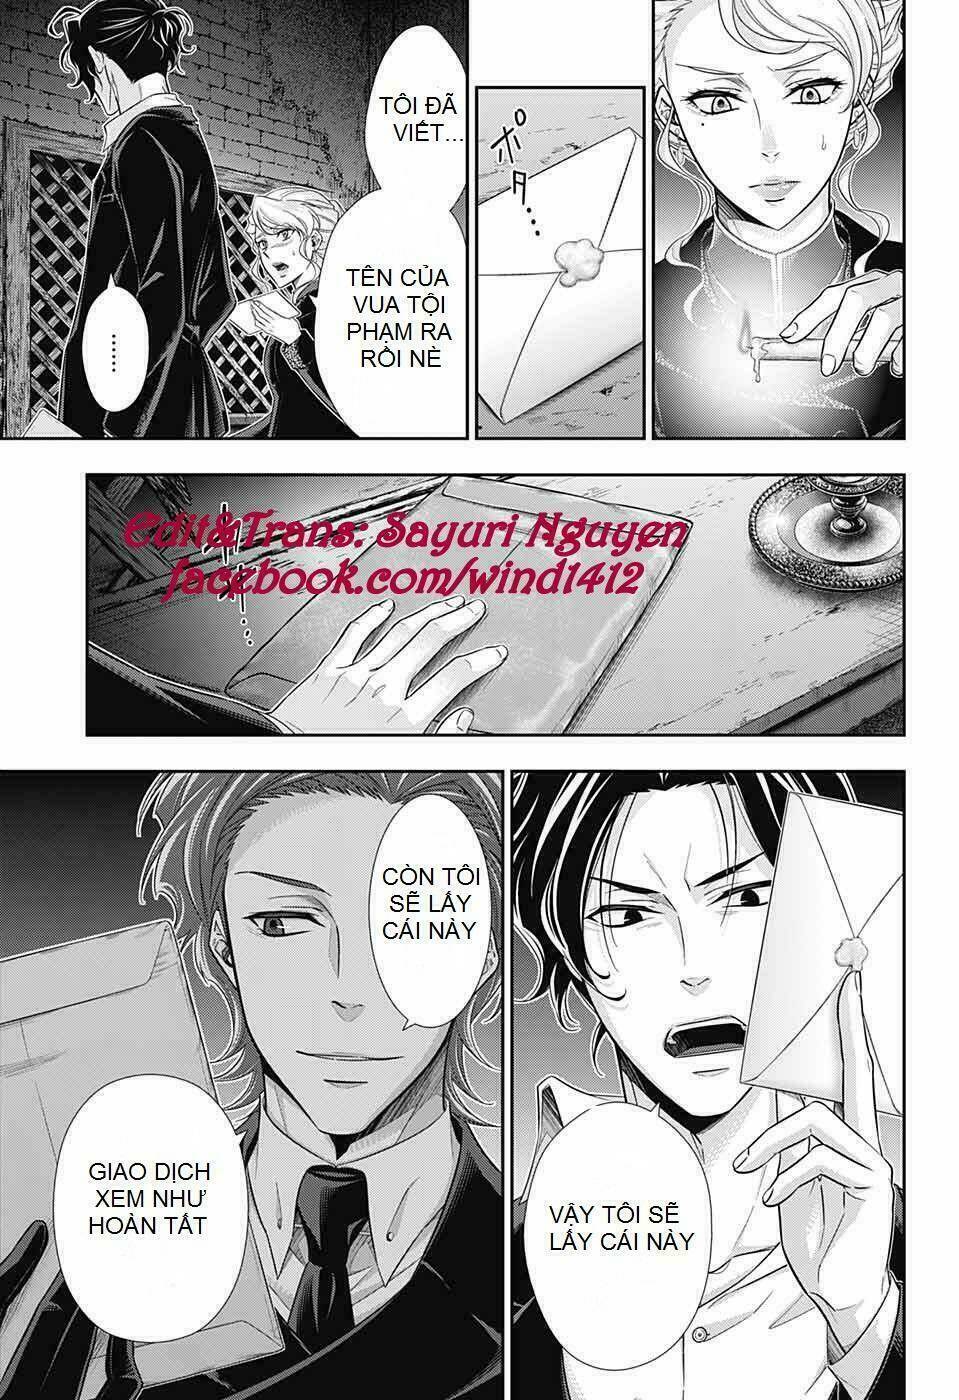 ポタ…
TÔI ĐÃ
VIẾT...
TÊN CỦA
VUA TỘI
PHẠM RA
RỒI NÈ
......
Edit&Trans: Sayuri Nguyen
facebook.com/wind1412
VẬY TÔI SẼ
LẤY CÁI NÀY
CÒN TÔI
SẼ LẤY
CÁI NÀY
GIAO DỊCH
XEM NHƯ
HOÀN TẤT